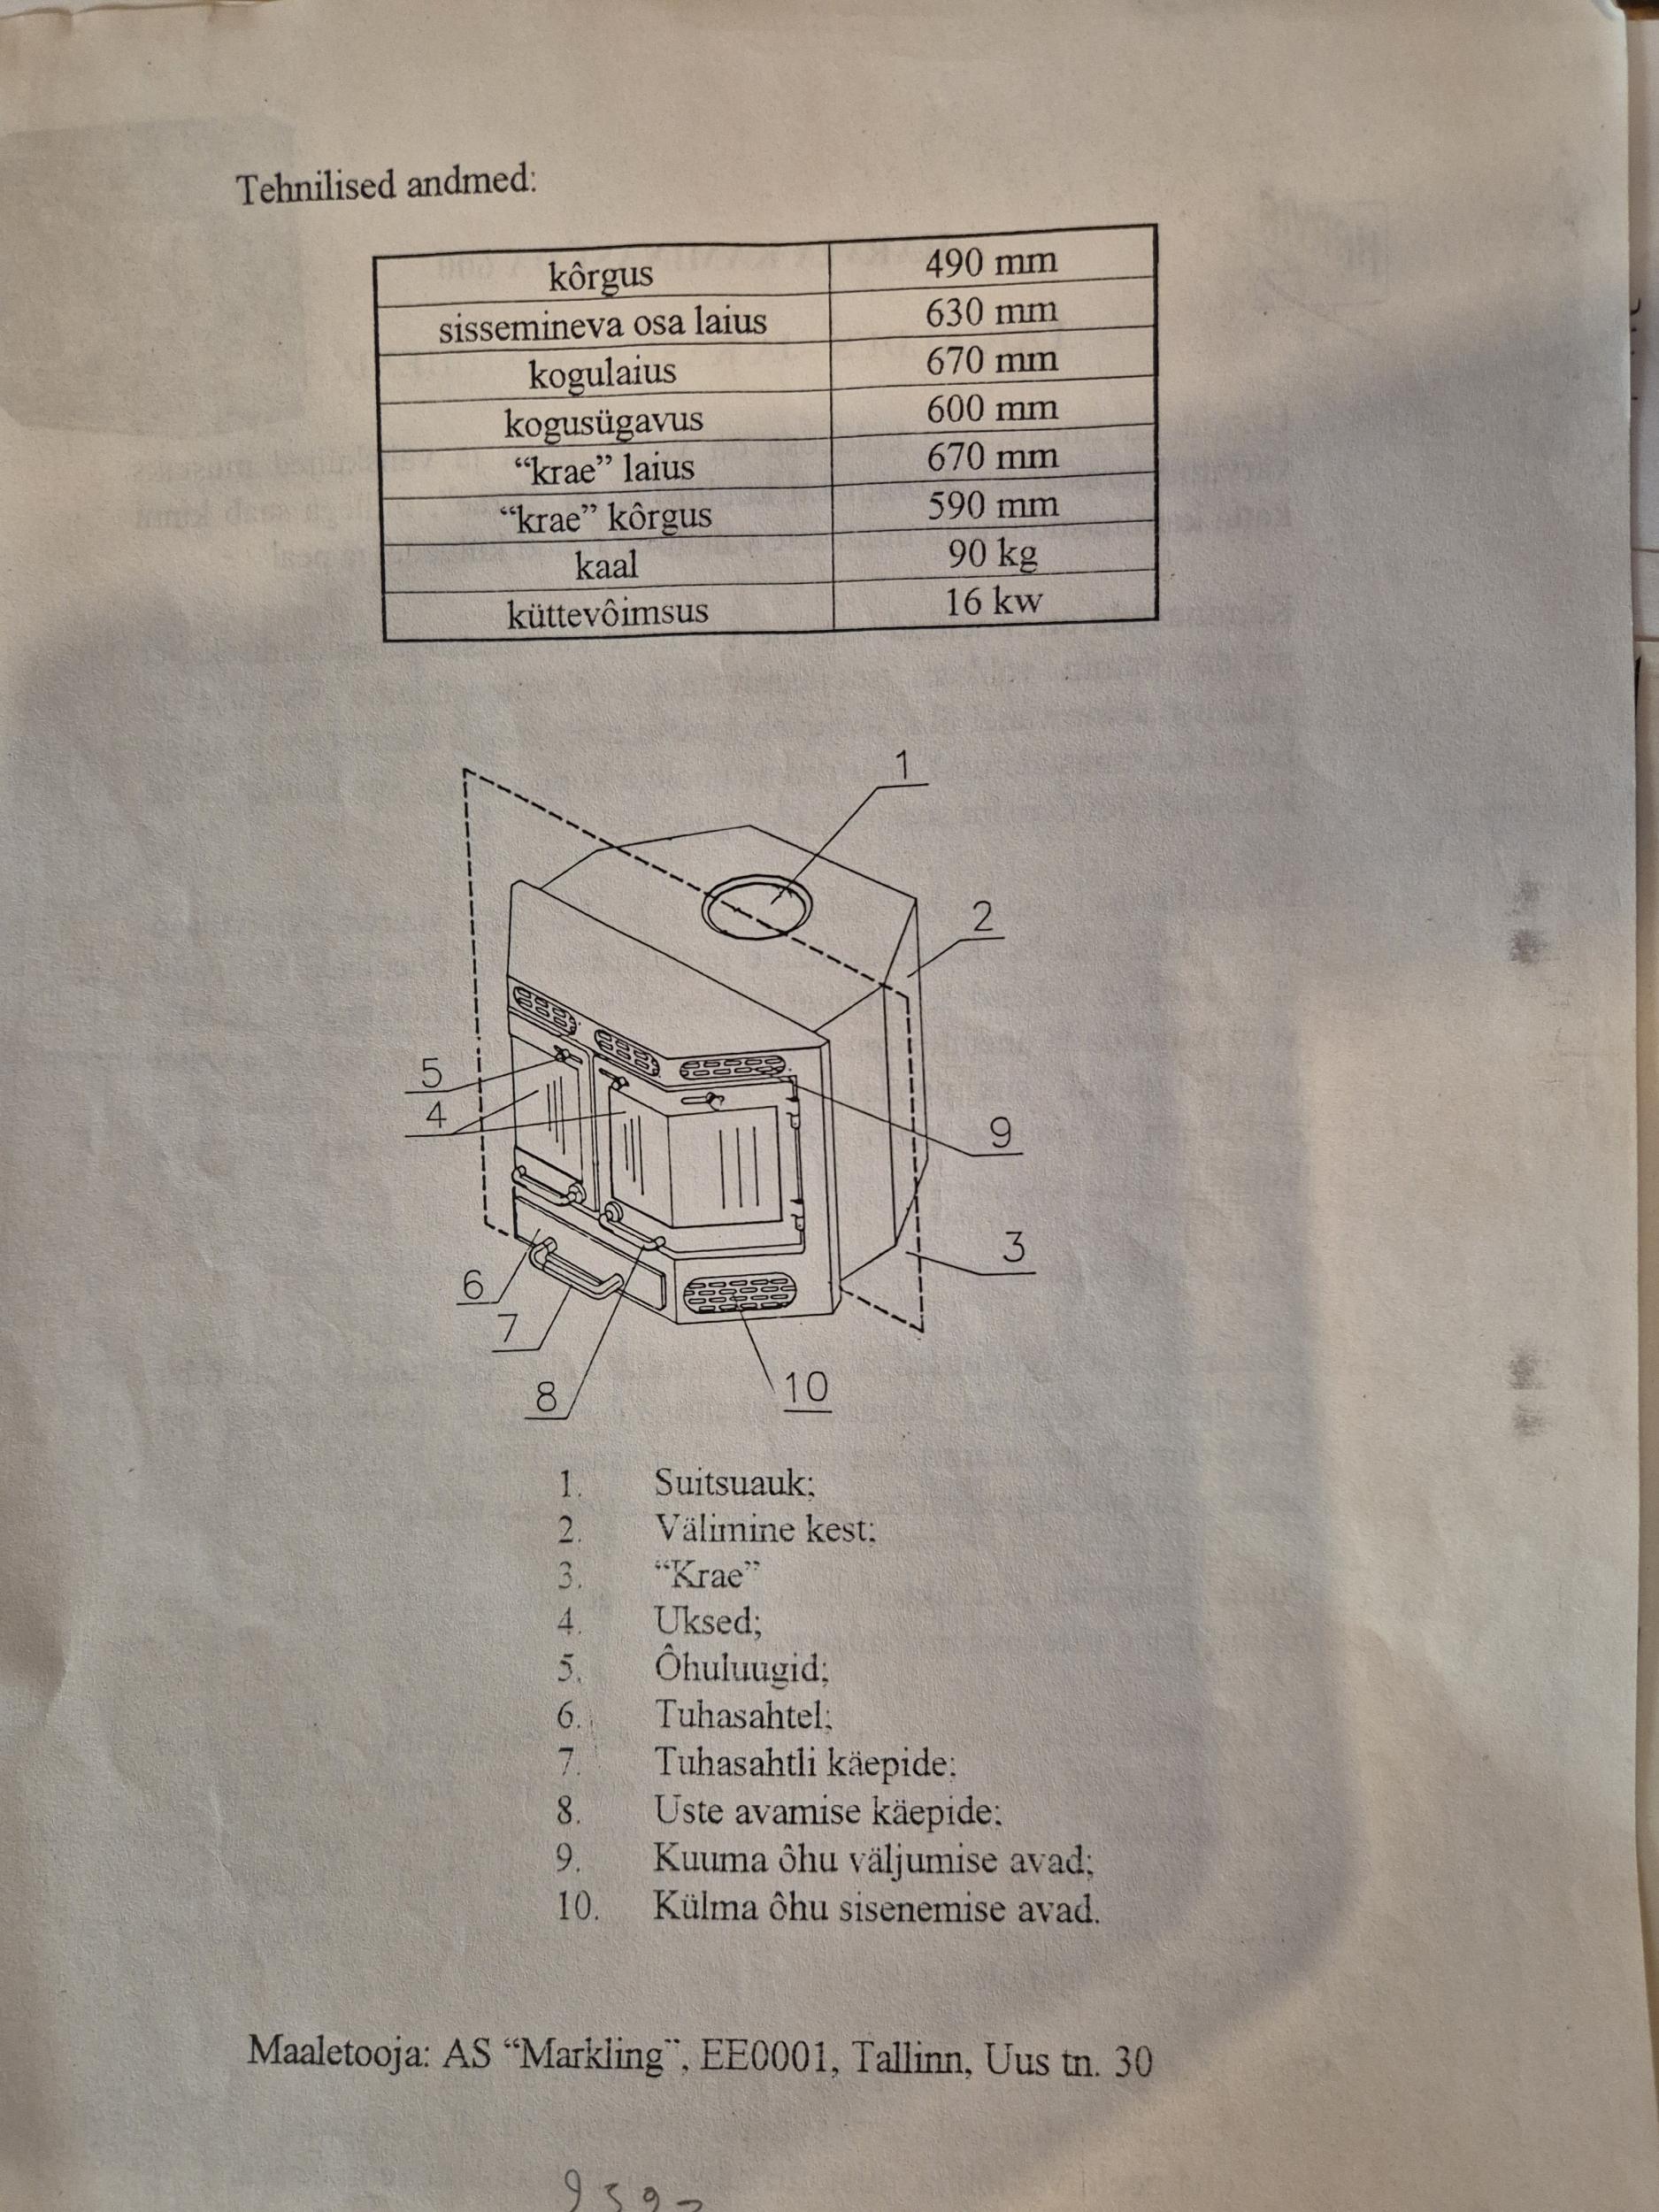 Tehnilised andmed:
kôrgus 490 mm
sissemineva osa laius 630 mm
kogulaius 670 mm
kogusügavus 600 mm
“krae” laius 670 mm
“krae” kôrgus 590 mm
kaal 90 kg
küttevôimsus 16 kw
1
2
5
4
9
3
6
7
8
10
1. Suitsuauk;
2. Välimine kest;
3. “Krae”
4. Uksed;
5. Ôhuluugid;
6. Tuhasahtel;
7. Tuhasahtli käepide;
8. Uste avamise käepide;
9. Kuuma ôhu väljumise avad;
10. Külma ôhu sisenemise avad.
Maaletooja: AS “Markling”, EE0001, Tallinn, Uus tn. 30